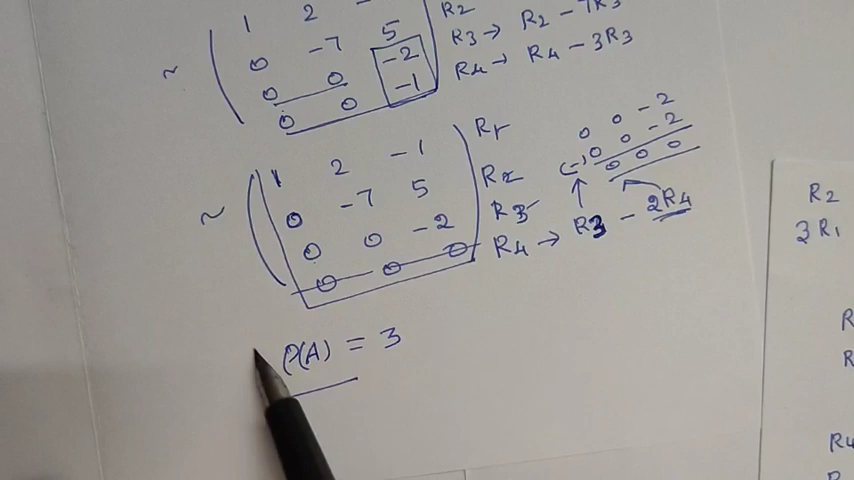 1 2 - R2
0 -7 5 R3 → R2 - 7R3
~ 0 0 -2 R4 → R4 - 3R3
0 0 -1
1 2 -1 R1 0 0 -2
~ 0 -7 5 R2 (-) 0 0 -2
0 0 -2 R3 0 0 0
0 0 0 R4 → R3 - 2R4
ρ(A) = 3
R2
3R1
R
R
R4